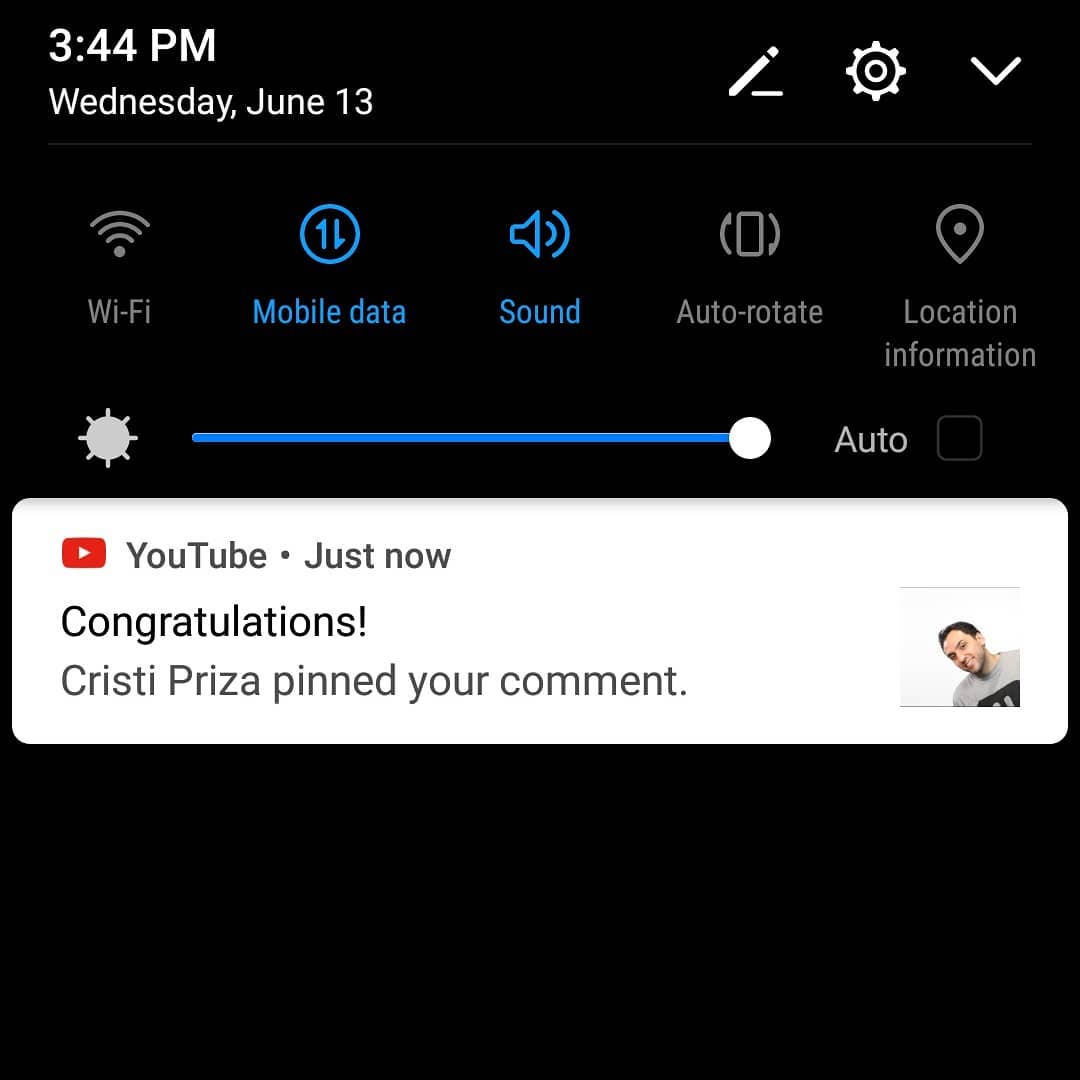 3:44 PM
Wednesday, June 13
Wi-Fi
Mobile data
Sound
Auto-rotate
Location
information
Auto
YouTube • Just now
Congratulations!
Cristi Priza pinned your comment.